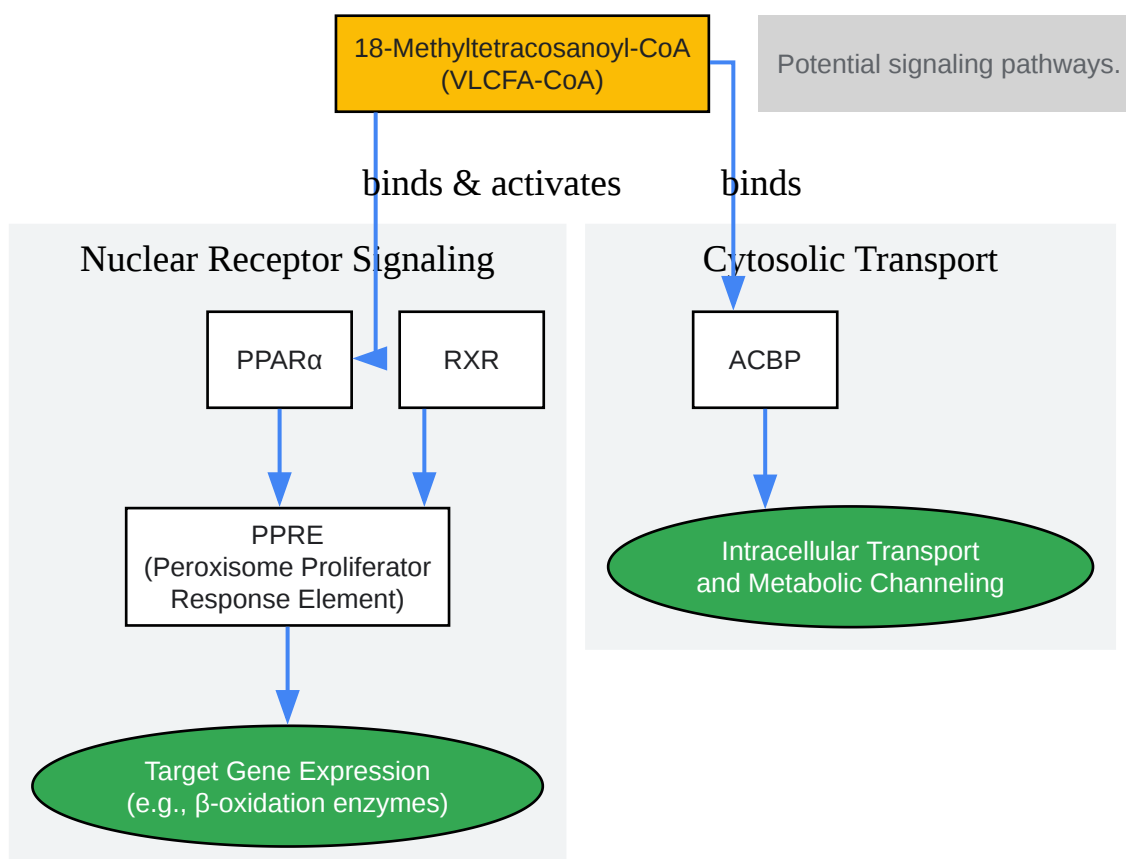 18-Methyltetracosanoyl-CoA
(VLCFA-CoA)
Potential signaling pathways.
binds & activates
binds
Nuclear Receptor Signaling
Cytosolic Transport
PPARα
RXR
ACBP
PPRE
(Peroxisome Proliferator
Response Element)
Intracellular Transport
and Metabolic Channeling
Target Gene Expression
(e.g., β-oxidation enzymes)